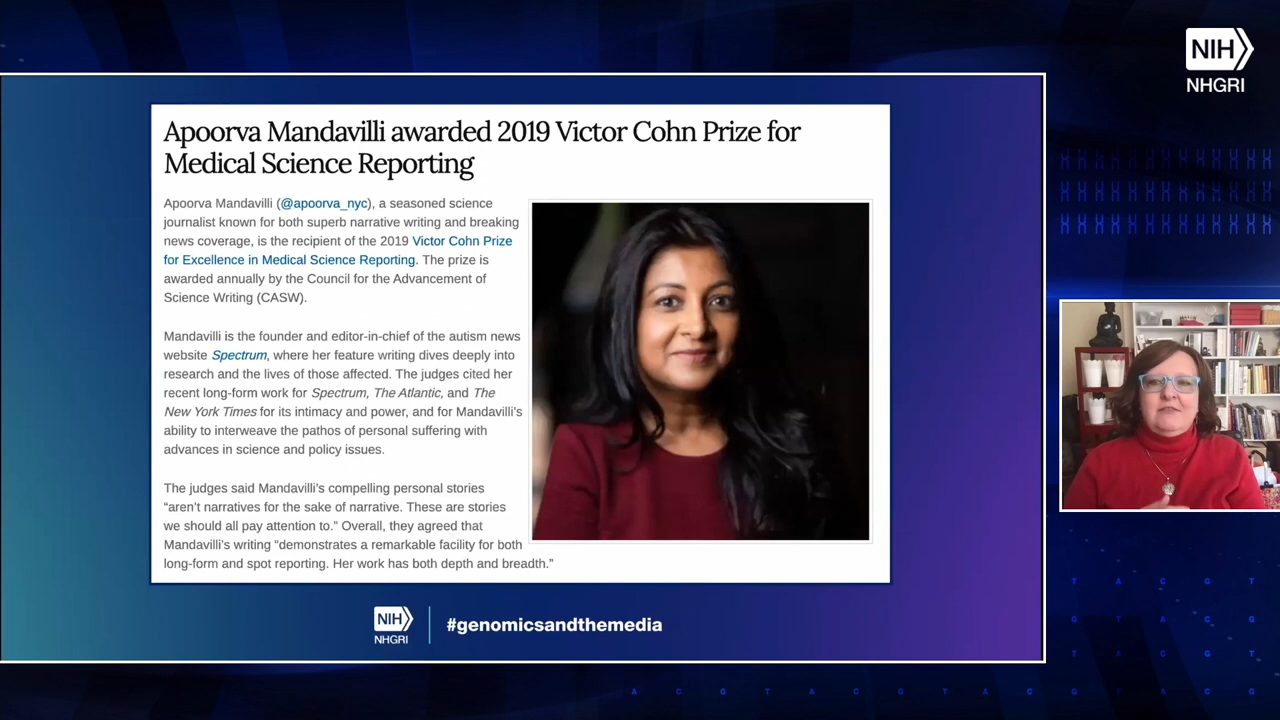 NIH
NHGRI
Apoorva Mandavilli awarded 2019 Victor Cohn Prize for
Medical Science Reporting
Apoorva Mandavilli (@apoorva_nyc), a seasoned science
journalist known for both superb narrative writing and breaking
news coverage, is the recipient of the 2019 Victor Cohn Prize
for Excellence in Medical Science Reporting. The prize is
awarded annually by the Council for the Advancement of
Science Writing (CASW).
Mandavilli is the founder and editor-in-chief of the autism news
website Spectrum, where her feature writing dives deeply into
research and the lives of those affected. The judges cited her
recent long-form work for Spectrum, The Atlantic, and The
New York Times for its intimacy and power, and for Mandavilli's
ability to interweave the pathos of personal suffering with
advances in science and policy issues.
The judges said Mandavilli's compelling personal stories
“aren't narratives for the sake of narrative. These are stories
we should all pay attention to.” Overall, they agreed that
Mandavilli's writing “demonstrates a remarkable facility for both
long-form and spot reporting. Her work has both depth and breadth.”
NIH
NHGRI
#genomicsandthemedia
T A C G T
G T A C G
T A C G T
A C G T A C G T A C G T A C G